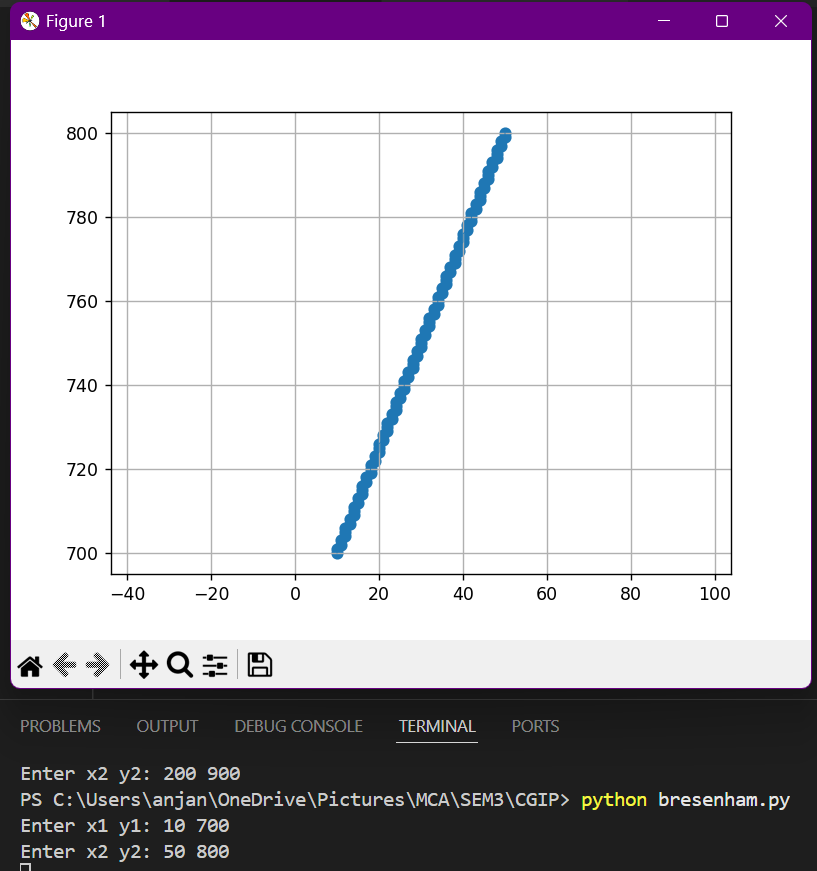 Figure 1
800
780
760
740
720
700
−40 −20 0 20 40 60 80 100
PROBLEMS OUTPUT DEBUG CONSOLE TERMINAL PORTS
Enter x2 y2: 200 900
PS C:\Users\anjan\OneDrive\Pictures\MCA\SEM3\CGIP> python bresenham.py
Enter x1 y1: 10 700
Enter x2 y2: 50 800